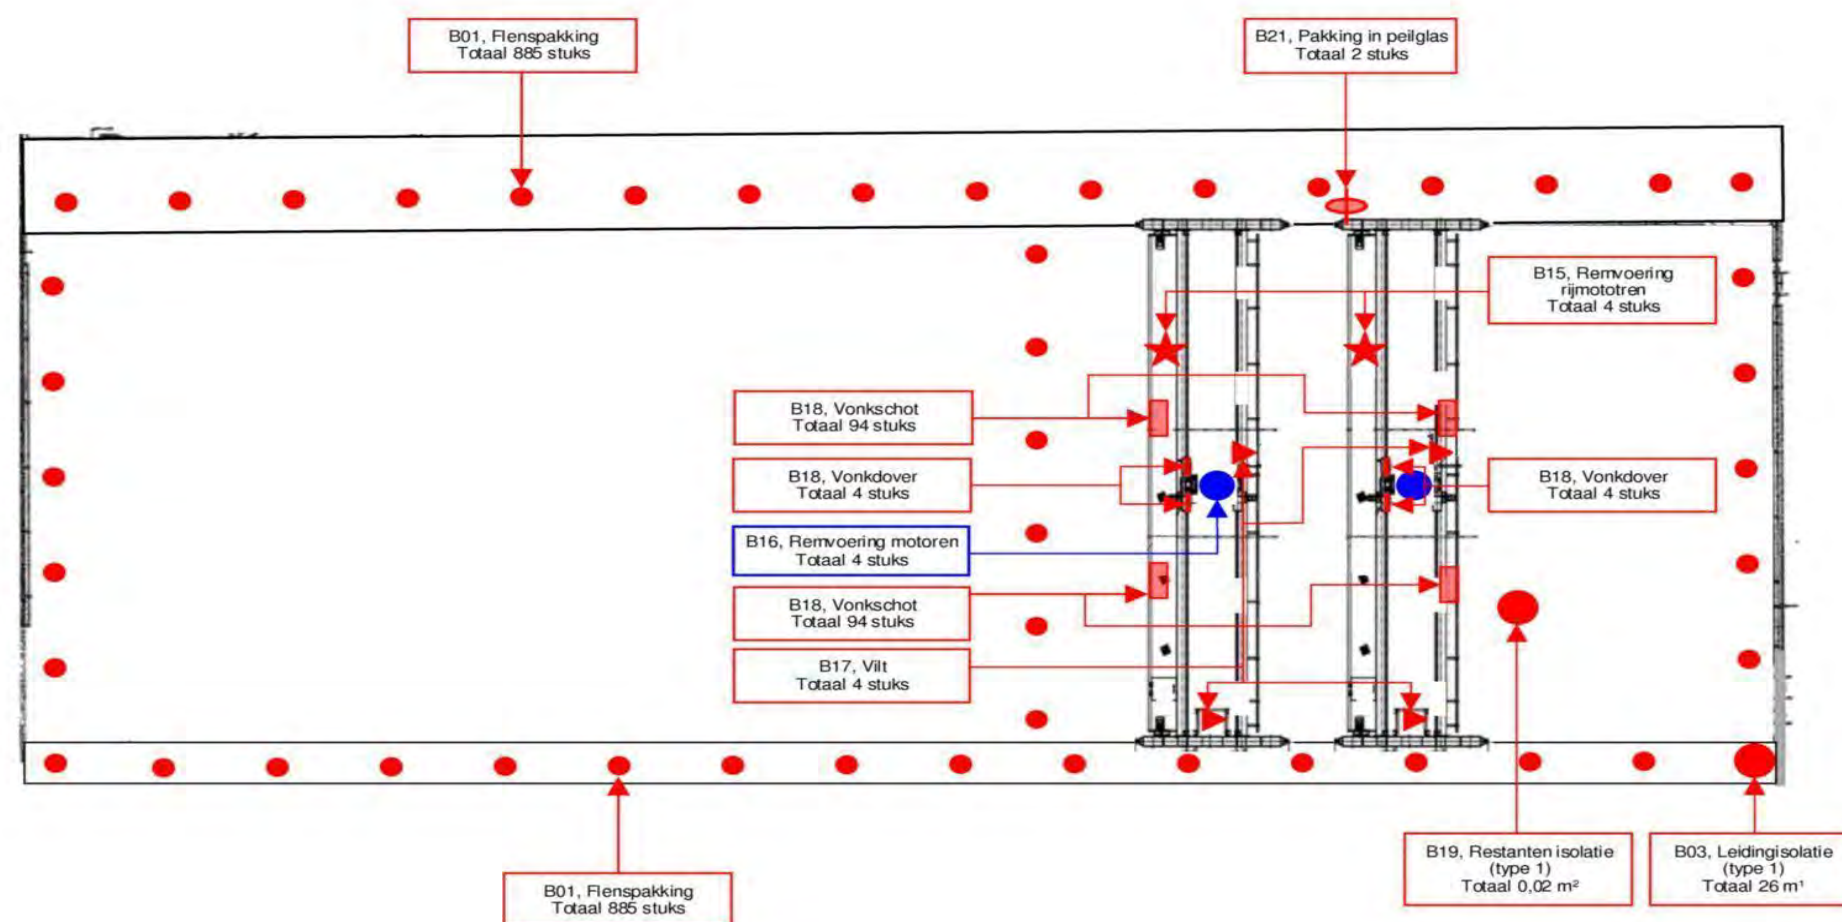 B01, Flenspakking
Totaal 885 stuks
B21, Pakking in peilglas
Totaal 2 stuks
B15, Remvoering
rijmototren
Totaal 4 stuks
B18, Vonkschot
Totaal 94 stuks
B18, Vonkdover
Totaal 4 stuks
B18, Vonkdover
Totaal 4 stuks
B16, Remvoering motoren
Totaal 4 stuks
B18, Vonkschot
Totaal 94 stuks
B17, Vilt
Totaal 4 stuks
B19, Restanten isolatie
(type 1)
Totaal 0,02 m²
B03, Leidingisolatie
(type 1)
Totaal 26 m¹
B01, Flenspakking
Totaal 885 stuks